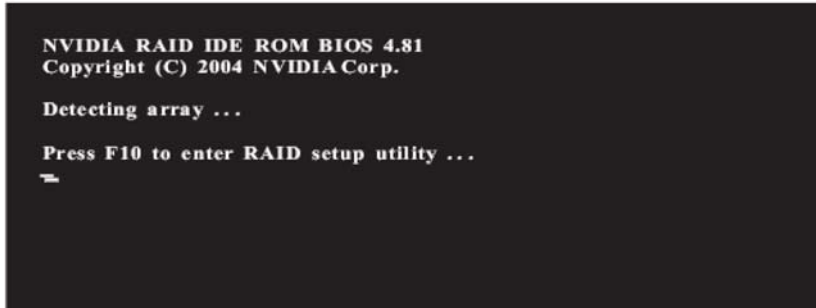 NVIDIA RAID IDE ROM BIOS 4.81
Copyright (C) 2004 NVIDIA Corp.
Detecting array ...
Press F10 to enter RAID setup utility ...